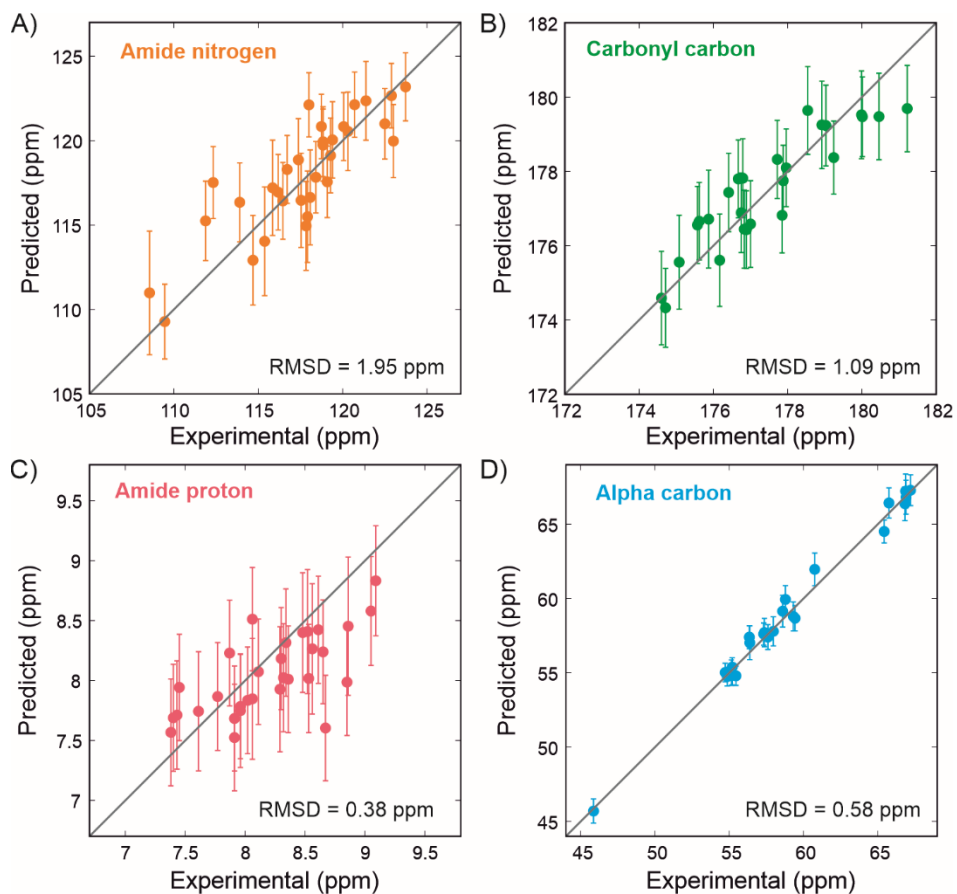 A)
Amide nitrogen
125
120
115
110
105
105 110 115 120 125
Predicted (ppm)
Experimental (ppm)
RMSD = 1.95 ppm
B)
Carbonyl carbon
182
180
178
176
174
172
172 174 176 178 180 182
Predicted (ppm)
Experimental (ppm)
RMSD = 1.09 ppm
C)
Amide proton
9.5
9
8.5
8
7.5
7
7 7.5 8 8.5 9 9.5
Predicted (ppm)
Experimental (ppm)
RMSD = 0.38 ppm
D)
Alpha carbon
65
60
55
50
45
45 50 55 60 65
Predicted (ppm)
Experimental (ppm)
RMSD = 0.58 ppm